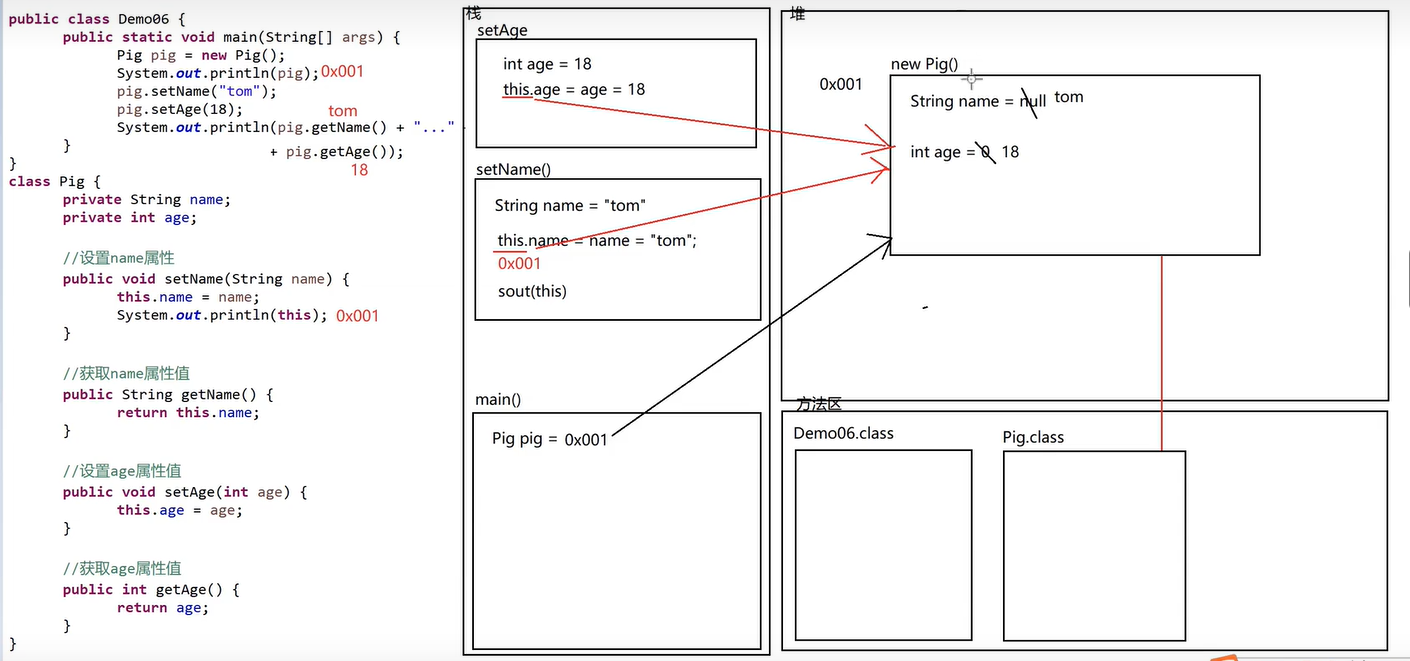 public class Demo06 {
public static void main(String[] args) {
Pig pig = new Pig();
System.out.println(pig); 0x001
pig.setName("tom");
pig.setAge(18);
tom
System.out.println(pig.getName() + "..."
+ pig.getAge());
18
}
}
class Pig {
private String name;
private int age;
//设置name属性
public void setName(String name) {
this.name = name;
System.out.println(this); 0x001
}
//获取name属性值
public String getName() {
return this.name;
}
//设置age属性值
public void setAge(int age) {
this.age = age;
}
//获取age属性值
public int getAge() {
return age;
}
}
栈
setAge
int age = 18
this.age = age = 18
setName()
String name = "tom"
this.name = name = "tom";
0x001
sout(this)
main()
Pig pig = 0x001
堆
new Pig()
0x001
String name = null tom
int age = 0 18
方法区
Demo06.class
Pig.class